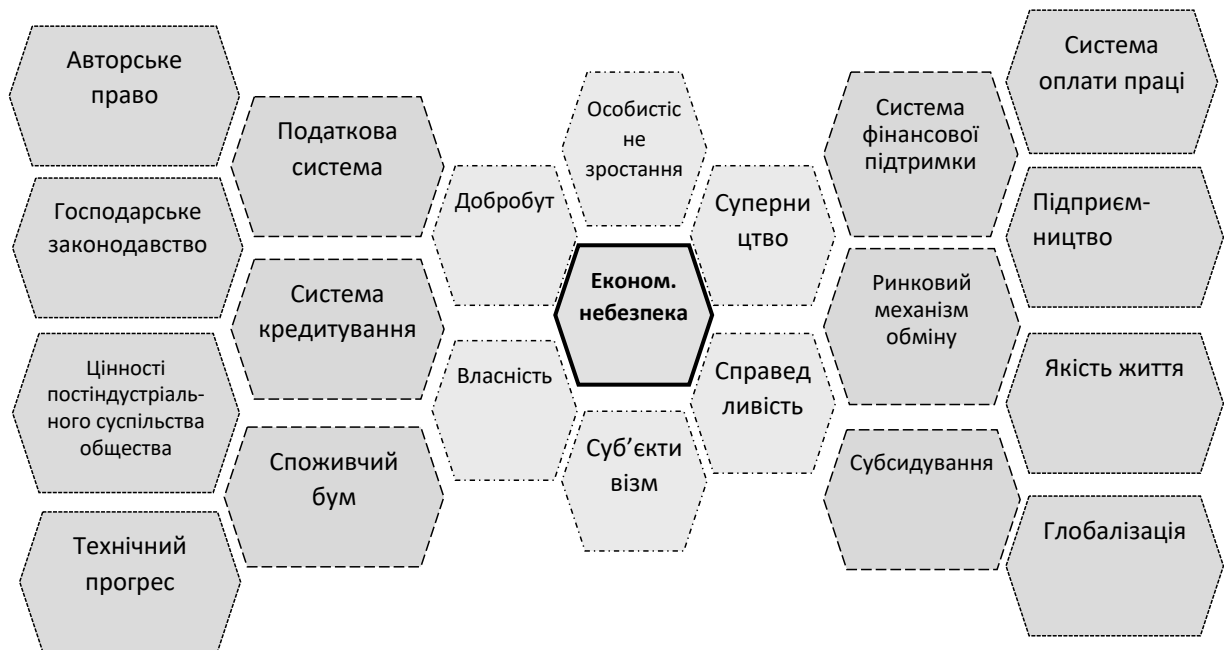 Авторське
право
Господарське
законодавство
Цінності
постіндустріаль-
ного суспільства
общества
Технічний
прогрес
Податкова
система
Система
кредитування
Споживчий
бум
Добробут
Власність
Особистіс
не
зростання
Економ.
небезпека
Суб’єкти
візм
Суперни
цтво
Справед
ливість
Система
фінансової
підтримки
Ринковий
механізм
обміну
Субсидування
Система
оплати праці
Підприєм-
ництво
Якість життя
Глобалізація